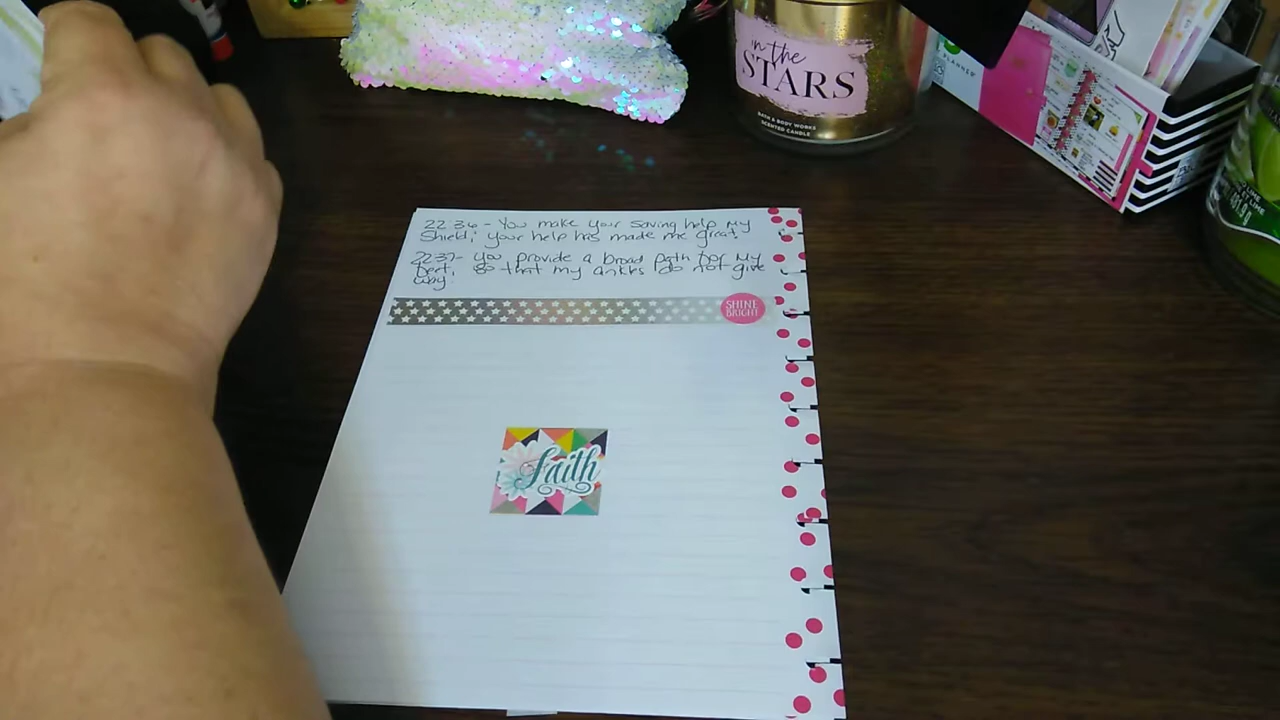 in the
STARS
BATH & BODY WORKS
SCENTED CANDLE
22:36 - You make your saving help my
Shield; your help has made me great.
22:37 - you provide a broad path for my
feet, so that my ankles do not give
way.
SHINE
BRIGHT
faith